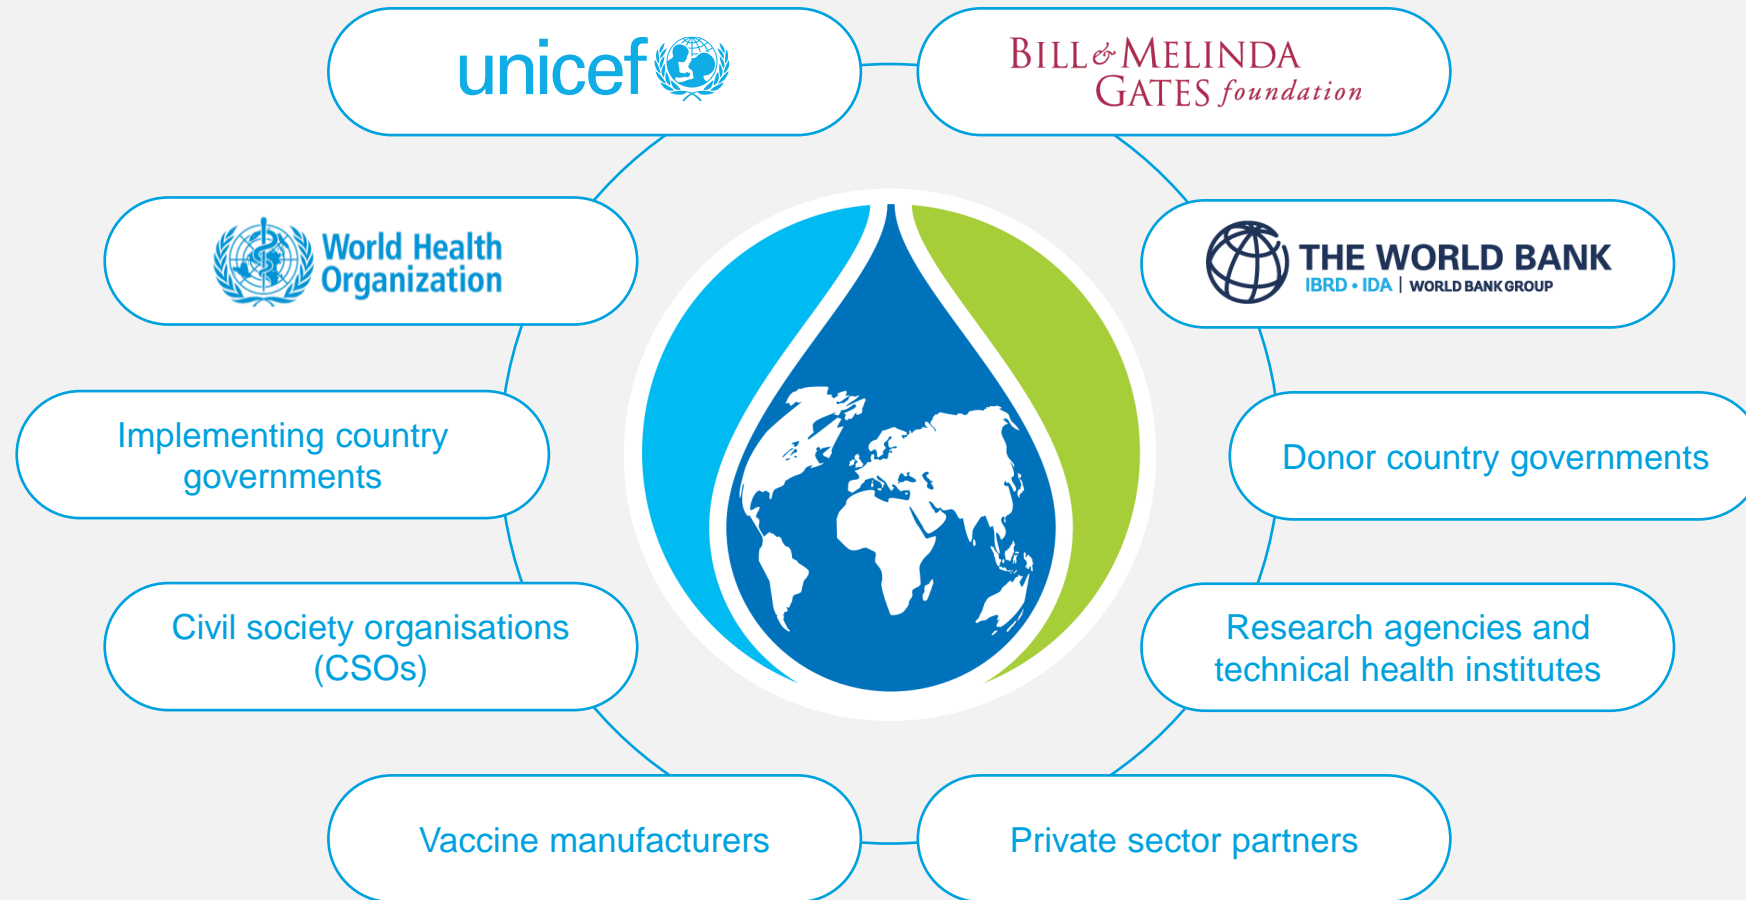 unicef
BILL & MELINDA
GATES foundation
World Health
Organization
THE WORLD BANK
IBRD • IDA | WORLD BANK GROUP
Implementing country
governments
Donor country governments
Civil society organisations
(CSOs)
Research agencies and
technical health institutes
Vaccine manufacturers
Private sector partners